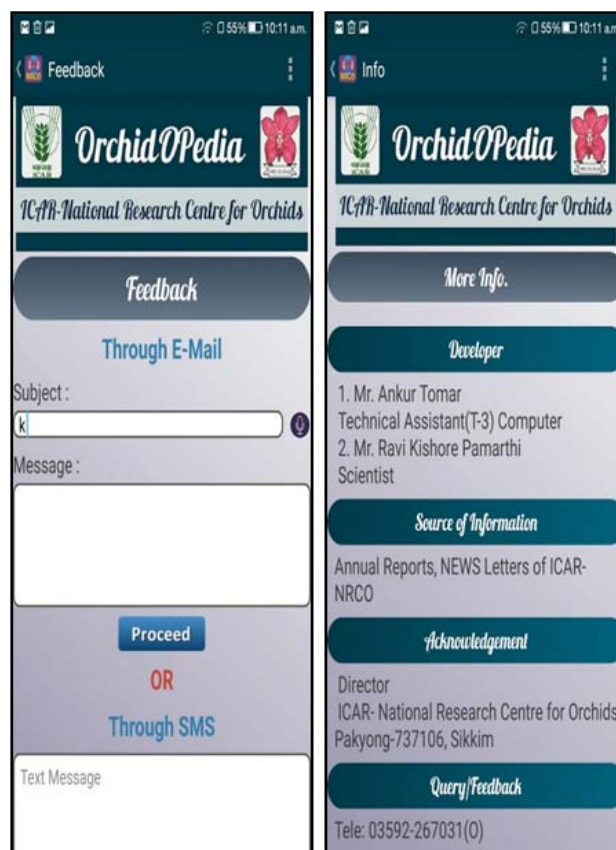 55% 10:11 a.m.
Feedback
OrchidOPedia
ICAR-National Research Centre for Orchids
Feedback
Through E-Mail
Subject :
k
Message :
Proceed
OR
Through SMS
Text Message
55% 10:11 a.m
Info
OrchidOPedia
ICAR-National Research Centre for Orchids
More Info.
Developer
1. Mr. Ankur Tomar
Technical Assistant(T-3) Computer
2. Mr. Ravi Kishore Pamarthi
Scientist
Source of Information
Annual Reports, NEWS Letters of ICAR-
NRCO
Acknowledgement
Director
ICAR- National Research Centre for Orchids
Pakyong-737106, Sikkim
Query/Feedback
Tele: 03592-267031(O)